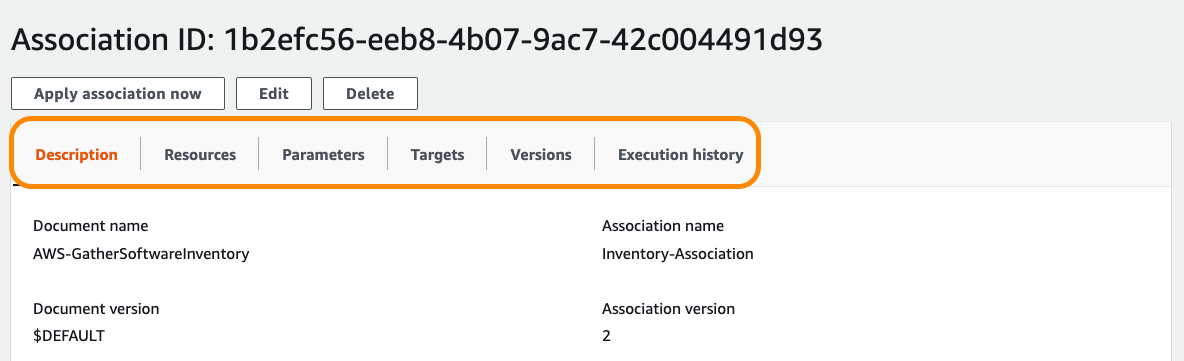 Association ID: 1b2efc56-eeb8-4b07-9ac7-42c004491d93
Apply association now Edit Delete
Description Resources Parameters Targets Versions Execution history
Document name Association name
AWS-GatherSoftwareInventory Inventory-Association
Document version Association version
$DEFAULT 2